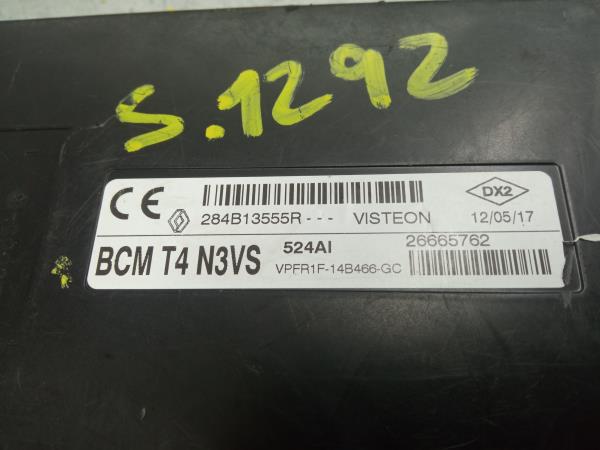 S.1292
CE 284B13555R--- VISTEON DX2 12/05/17
BCM T4 N3VS 524AI 26665762
VPFR1F-14B466-GC